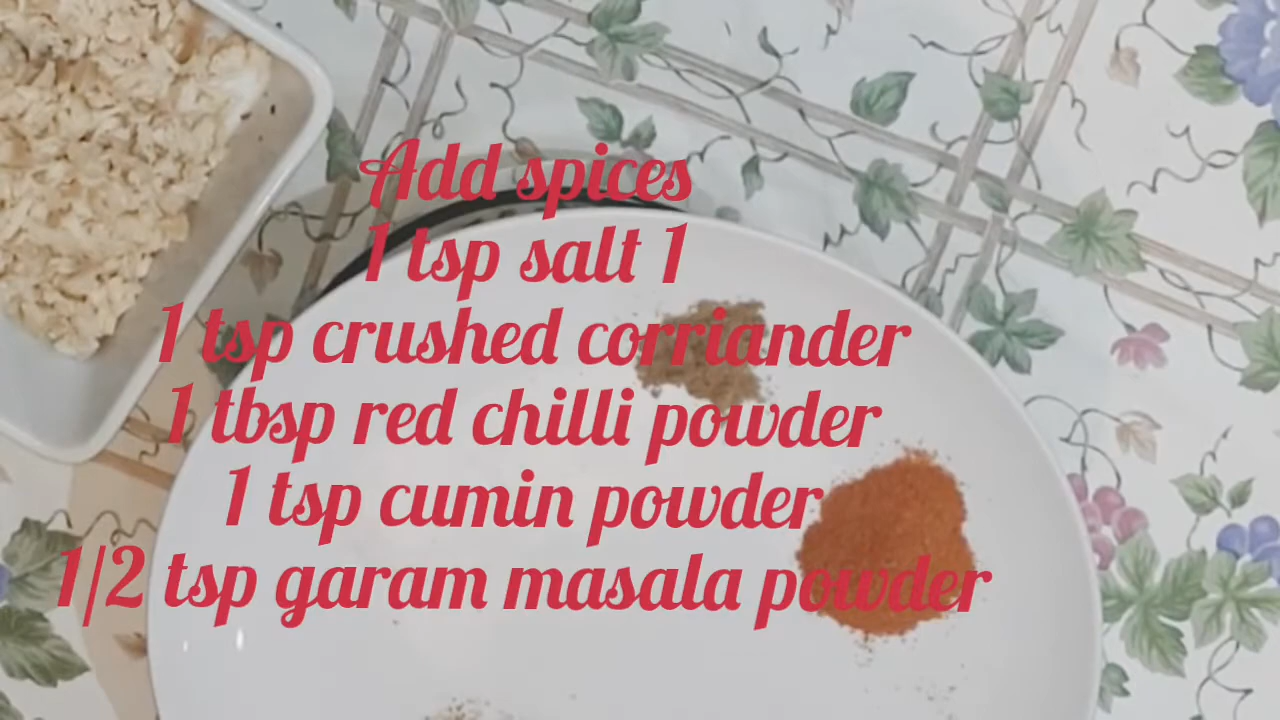 Add spices
1 tsp salt 1
1 tsp crushed corriander
1 tbsp red chilli powder
1 tsp cumin powder
1/2 tsp garam masala powder